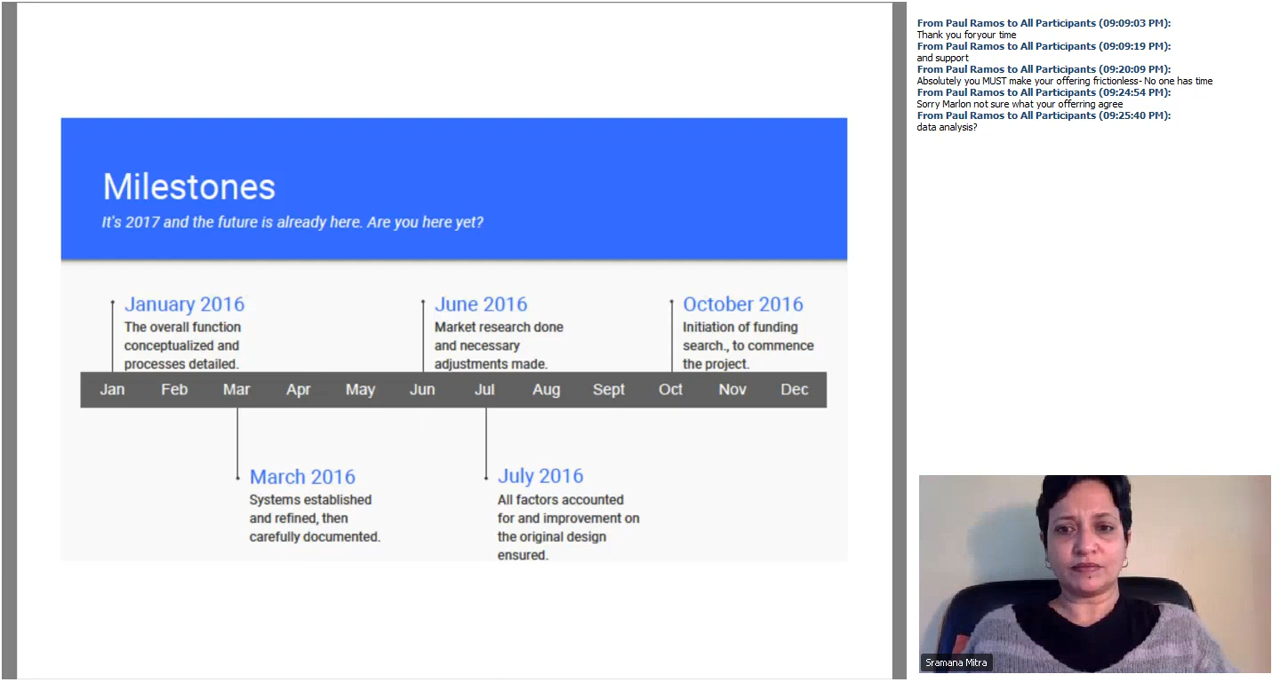 Milestones
It's 2017 and the future is already here. Are you here yet?
January 2016
The overall function
conceptualized and
processes detailed.
June 2016
Market research done
and necessary
adjustments made.
October 2016
Initiation of funding
search., to commence
the project.
Jan Feb Mar Apr May Jun Jul Aug Sept Oct Nov Dec
March 2016
Systems established
and refined, then
carefully documented.
July 2016
All factors accounted
for and improvement on
the original design
ensured.
From Paul Ramos to All Participants (09:09:03 PM):
Thank you foryour time
From Paul Ramos to All Participants (09:09:19 PM):
and support
From Paul Ramos to All Participants (09:20:09 PM):
Absolutely you MUST make your offering frictionless- No one has time
From Paul Ramos to All Participants (09:24:54 PM):
Sorry Marlon not sure what your offerring agree
From Paul Ramos to All Participants (09:25:40 PM):
data analysis?
Sramana Mitra